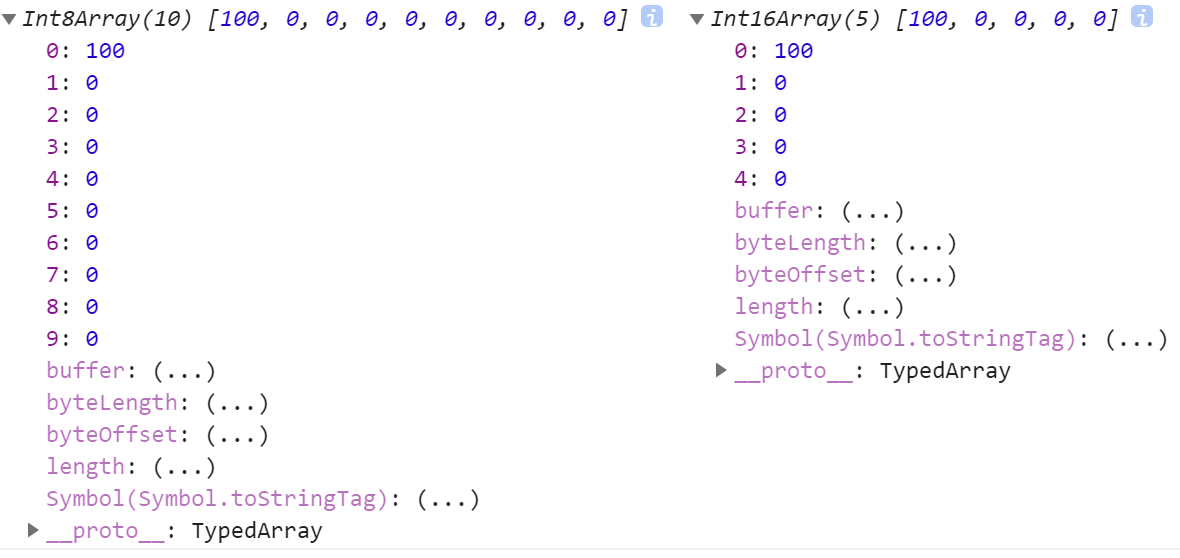 ▼Int8Array(10) [100, 0, 0, 0, 0, 0, 0, 0, 0, 0] i
0: 100
1: 0
2: 0
3: 0
4: 0
5: 0
6: 0
7: 0
8: 0
9: 0
buffer: (...)
byteLength: (...)
byteOffset: (...)
length: (...)
Symbol(Symbol.toStringTag): (...)
▶__proto__: TypedArray
▼Int16Array(5) [100, 0, 0, 0, 0] i
0: 100
1: 0
2: 0
3: 0
4: 0
buffer: (...)
byteLength: (...)
byteOffset: (...)
length: (...)
Symbol(Symbol.toStringTag): (...)
▶__proto__: TypedArray